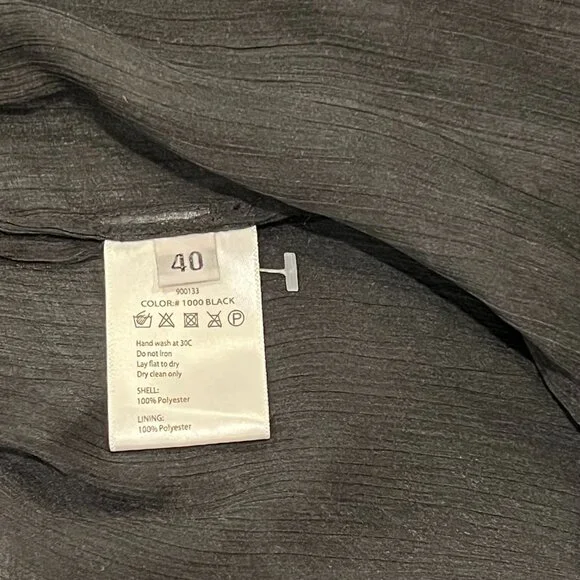 40
900133
COLOR:# 1000 BLACK
Hand wash at 30C
Do not Iron
Lay flat to dry
Dry clean only
SHELL:
100% Polyester
LINING:
100% Polyester